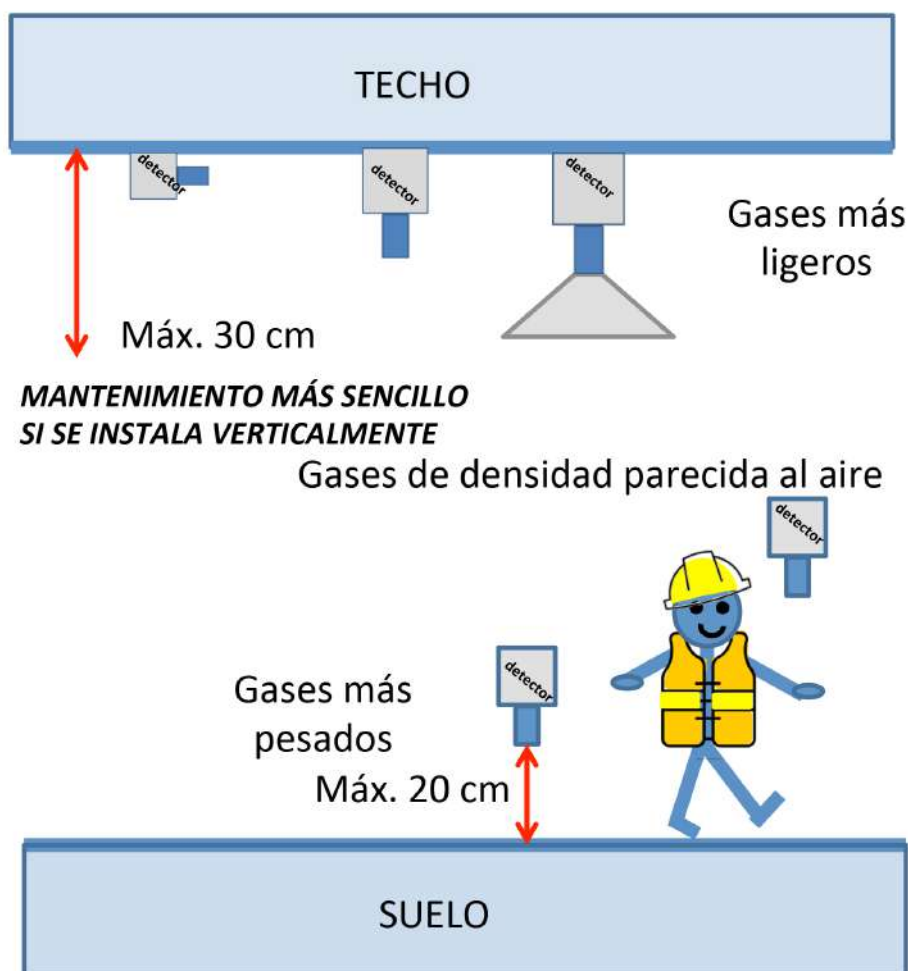 TECHO
detector
detector
detector
Gases más
ligeros
Máx. 30 cm
MANTENIMIENTO MÁS SENCILLO
SI SE INSTALA VERTICALMENTE
Gases de densidad parecida al aire
detector
detector
Gases más
pesados
Máx. 20 cm
SUELO